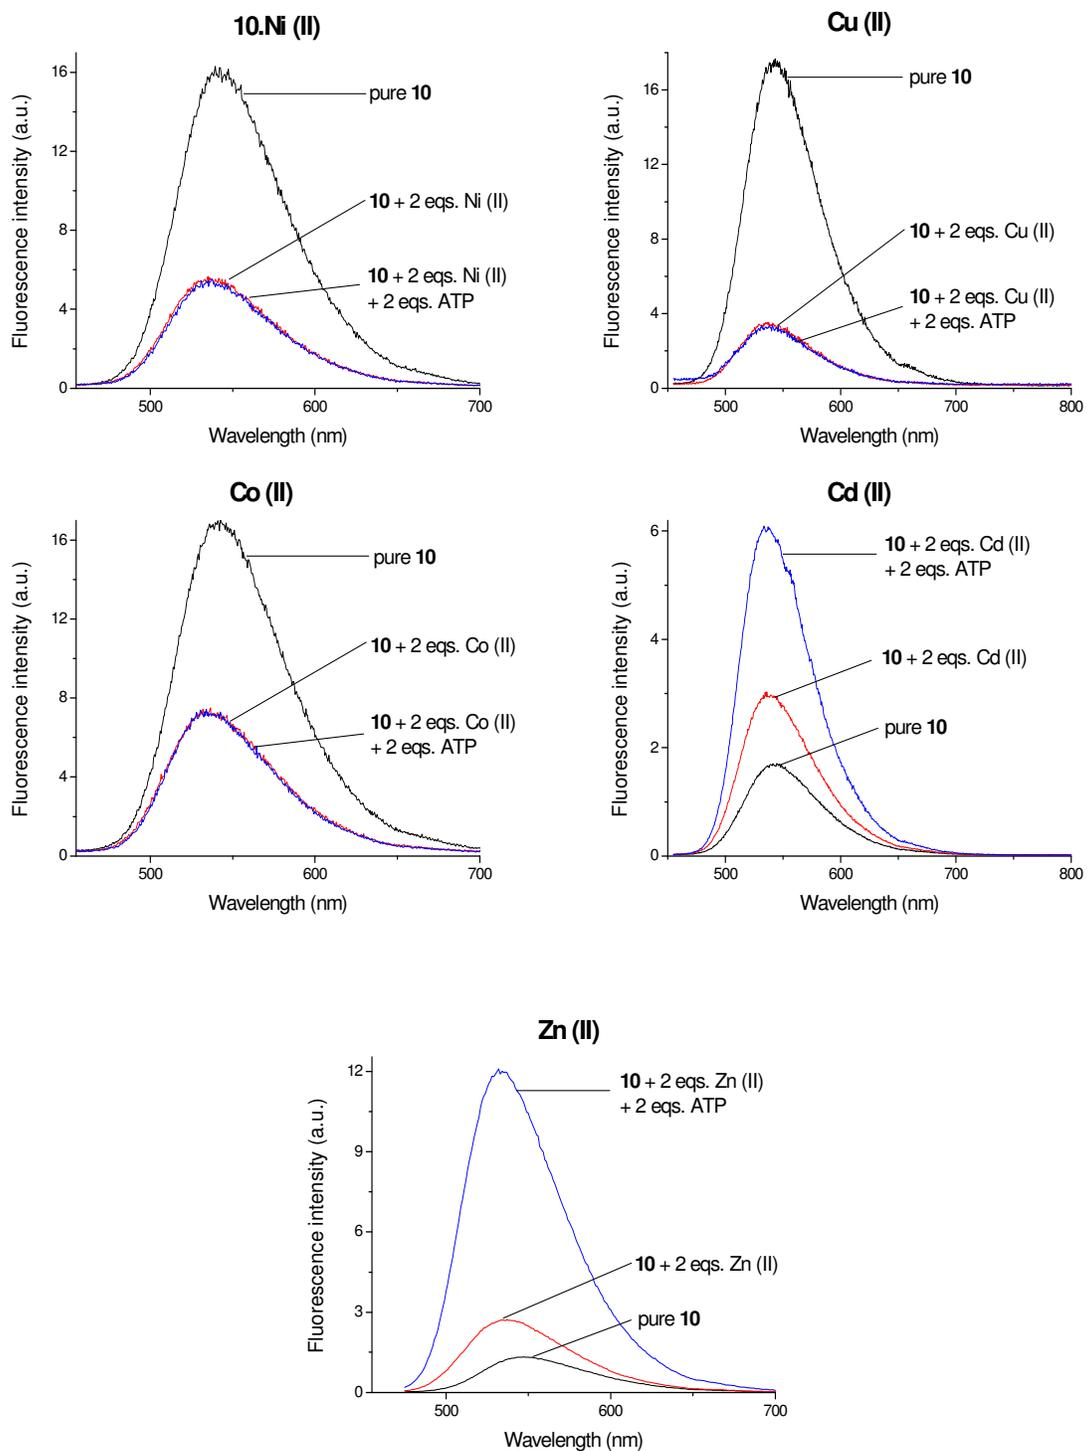 10.Ni (II)
Fluorescence intensity (a.u.)
16
12
8
4
0
pure 10
10 + 2 eqs. Ni (II)
10 + 2 eqs. Ni (II)
+ 2 eqs. ATP
500
600
700
Wavelength (nm)
Cu (II)
Fluorescence intensity (a.u.)
16
12
8
4
0
pure 10
10 + 2 eqs. Cu (II)
10 + 2 eqs. Cu (II)
+ 2 eqs. ATP
500
600
700
800
Wavelength (nm)
Co (II)
Fluorescence intensity (a.u.)
16
12
8
4
0
pure 10
10 + 2 eqs. Co (II)
10 + 2 eqs. Co (II)
+ 2 eqs. ATP
500
600
700
Wavelength (nm)
Cd (II)
Fluorescence intensity (a.u.)
6
4
2
0
10 + 2 eqs. Cd (II)
+ 2 eqs. ATP
10 + 2 eqs. Cd (II)
pure 10
500
600
700
800
Wavelength (nm)
Zn (II)
Fluorescence intensity (a.u.)
12
9
6
3
0
10 + 2 eqs. Zn (II)
+ 2 eqs. ATP
10 + 2 eqs. Zn (II)
pure 10
500
600
700
Wavelength (nm)